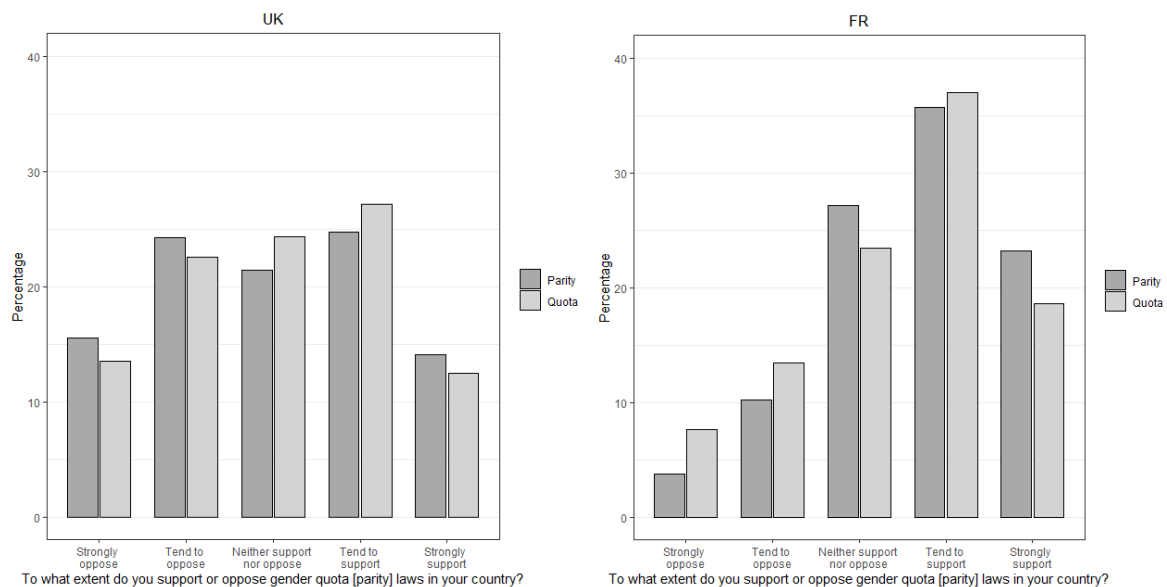 UK
40
30
20
10
0
Percentage
Strongly
oppose
Tend to
oppose
Neither support
nor oppose
Tend to
support
Strongly
support
To what extent do you support or oppose gender quota [parity] laws in your country?
Parity
Quota
FR
40
30
20
10
0
Percentage
Strongly
oppose
Tend to
oppose
Neither support
nor oppose
Tend to
support
Strongly
support
To what extent do you support or oppose gender quota [parity] laws in your country?
Parity
Quota